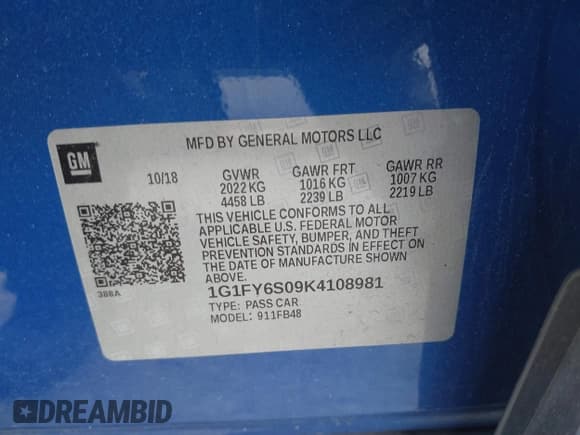 MFD BY GENERAL MOTORS LLC
GM
10/18 GVWR GAWR FRT GAWR RR
2022 KG 1016 KG 1007 KG
4458 LB 2239 LB 2219 LB
THIS VEHICLE CONFORMS TO ALL
APPLICABLE U.S. FEDERAL MOTOR
VEHICLE SAFETY, BUMPER, AND THEFT
PREVENTION STANDARDS IN EFFECT ON
THE DATE OF MANUFACTURE SHOWN
ABOVE.
388A
1G1FY6S09K4108981
TYPE: PASS CAR
MODEL: 911FB48
DREAMBID